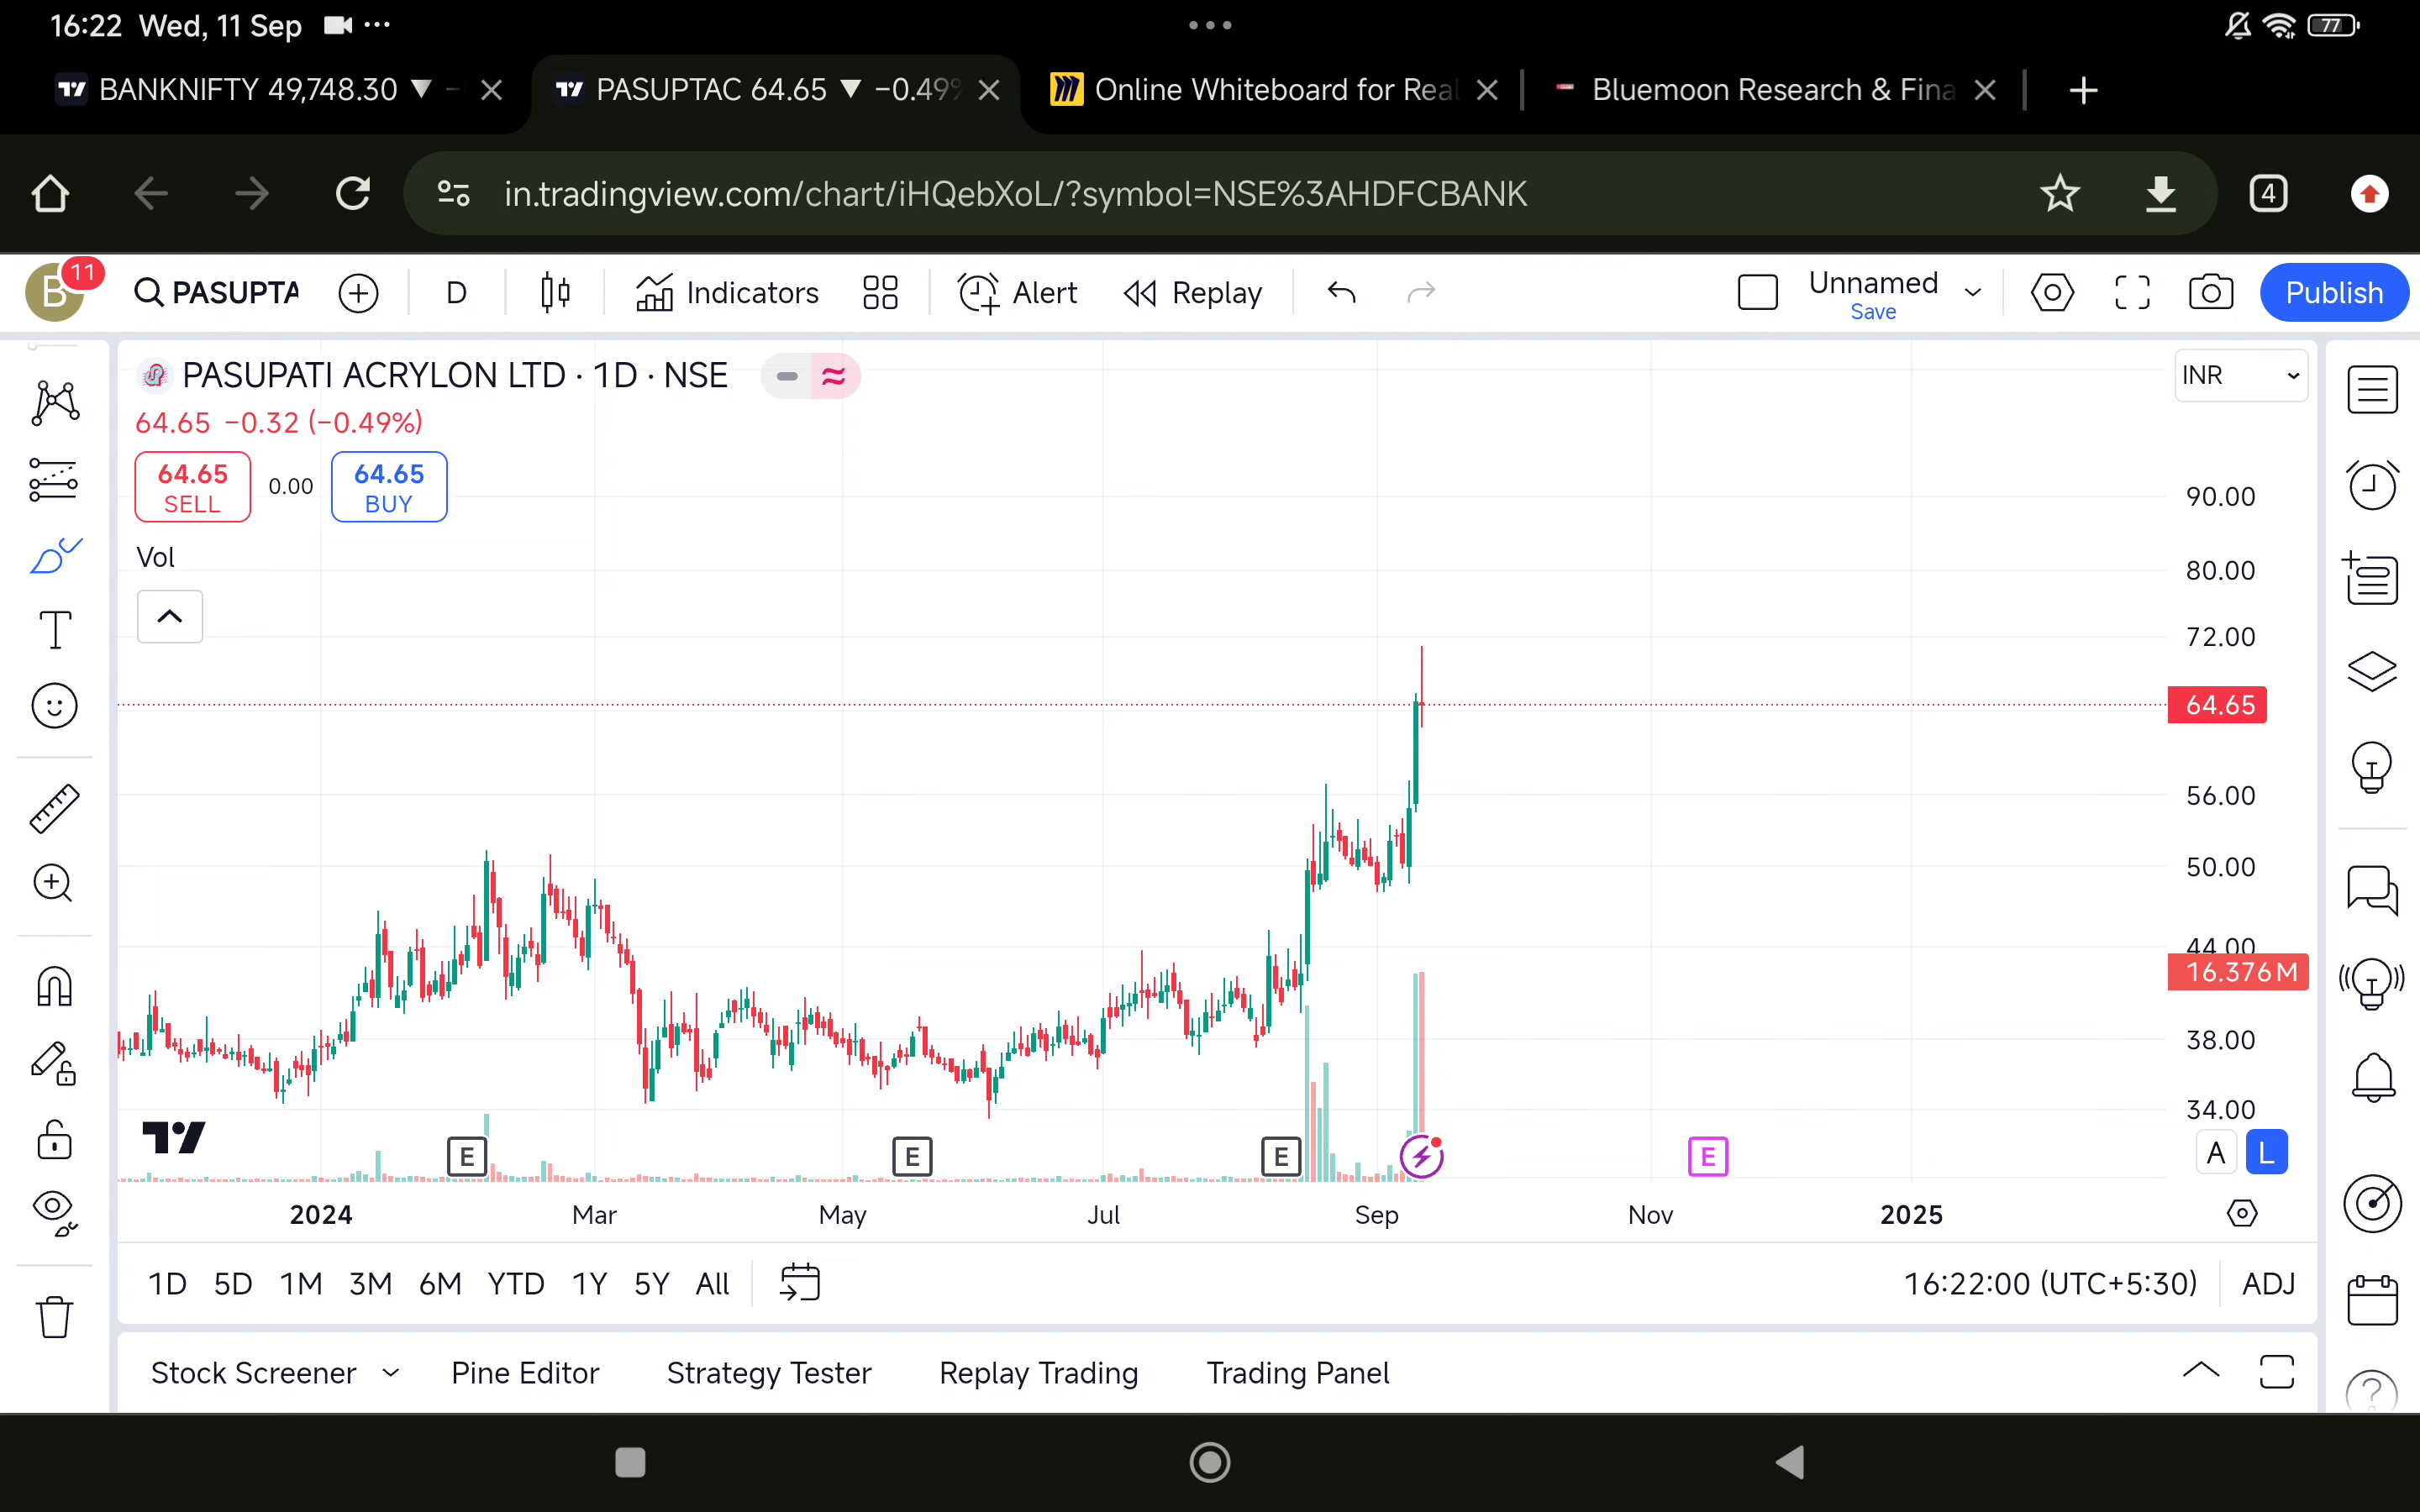 16:22 Wed, 11 Sep
77
BANKNIFTY 49,748.30 ▼ −
PASUPTAC 64.65 ▼ −0.49%
Online Whiteboard for Real
Bluemoon Research & Fina
in.tradingview.com/chart/iHQebXoL/?symbol=NSE%3AHDFCBANK
4
B
11
PASUPTA
D
Indicators
Alert
Replay
Unnamed
Save
Publish
PASUPATI ACRYLON LTD · 1D · NSE
INR
64.65 −0.32 (−0.49%)
64.65
SELL
0.00
64.65
BUY
Vol
90.00
80.00
72.00
64.65
56.00
50.00
44.00
16.376M
38.00
34.00
E
E
E
E
A
L
2024
Mar
May
Jul
Sep
Nov
2025
1D 5D 1M 3M 6M YTD 1Y 5Y All
16:22:00 (UTC+5:30)
ADJ
Stock Screener
Pine Editor
Strategy Tester
Replay Trading
Trading Panel